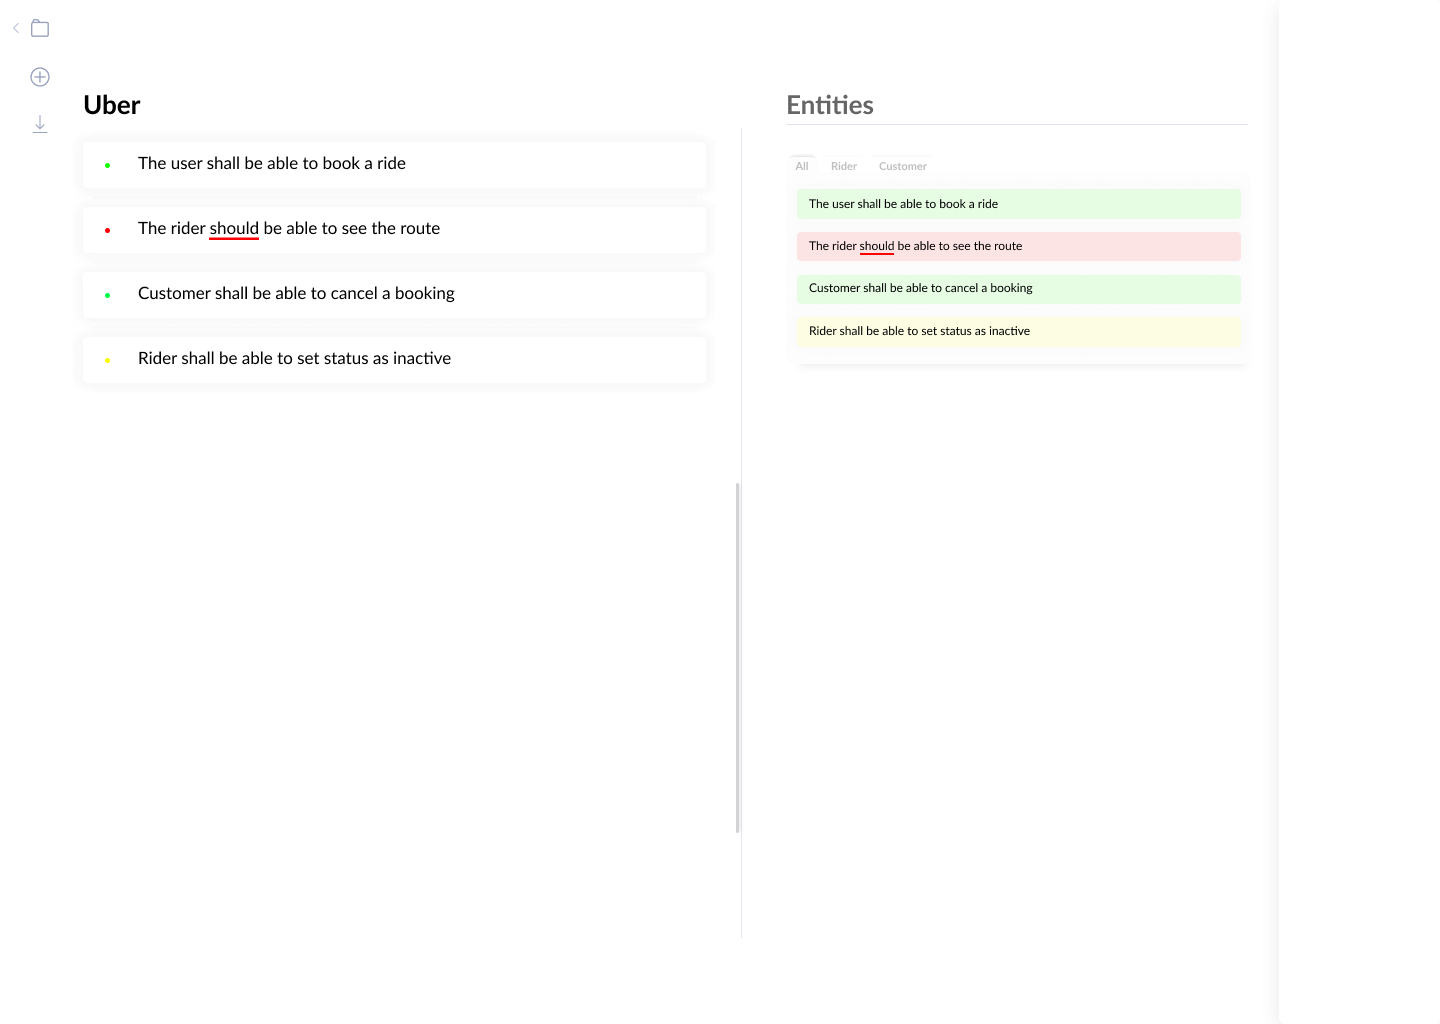 Uber
The user shall be able to book a ride
The rider should be able to see the route
Customer shall be able to cancel a booking
Rider shall be able to set status as inactive
Entities
All Rider Customer
The user shall be able to book a ride
The rider should be able to see the route
Customer shall be able to cancel a booking
Rider shall be able to set status as inactive